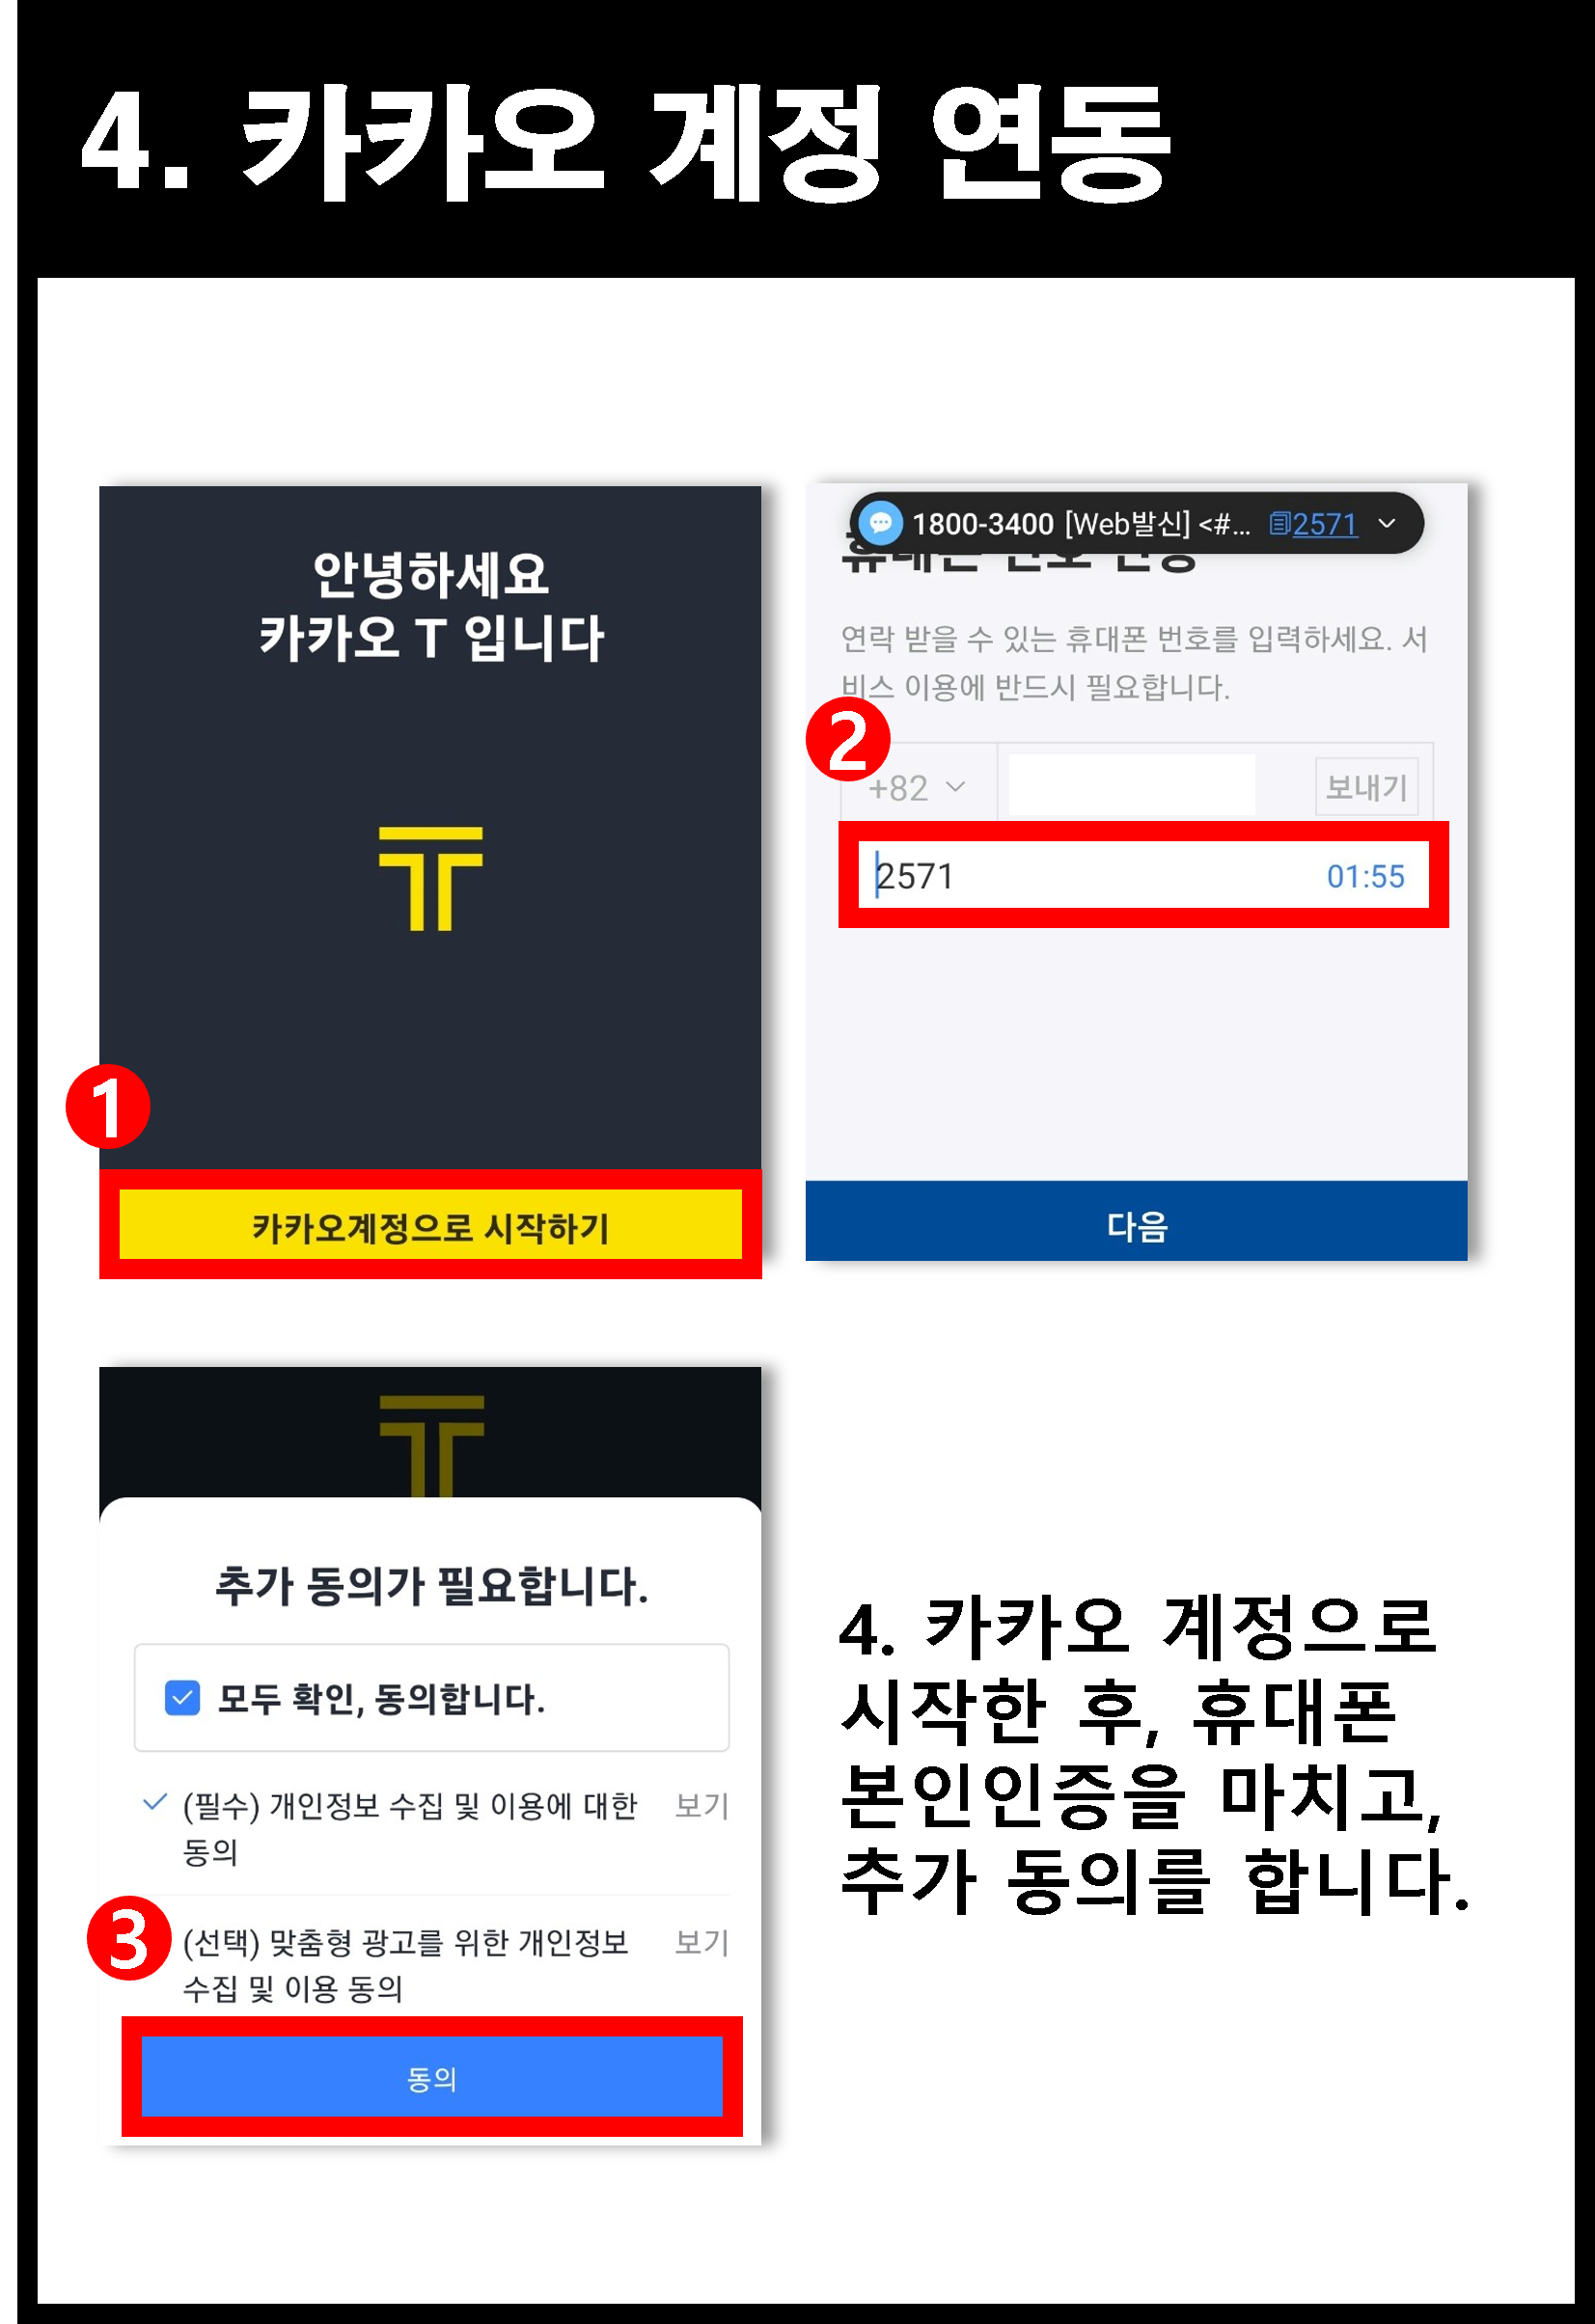 4. 카카오 계정 연동
안녕하세요
카카오 T 입니다
1
카카오계정으로 시작하기
1800-3400 [Web발신] <#... 2571
휴대폰 번호 인증
연락 받을 수 있는 휴대폰 번호를 입력하세요. 서
비스 이용에 반드시 필요합니다.
2
+82 보내기
2571 01:55
다음
추가 동의가 필요합니다.
모두 확인, 동의합니다.
(필수) 개인정보 수집 및 이용에 대한 보기
동의
3
(선택) 맞춤형 광고를 위한 개인정보 보기
수집 및 이용 동의
동의
4. 카카오 계정으로
시작한 후, 휴대폰
본인인증을 마치고,
추가 동의를 합니다.